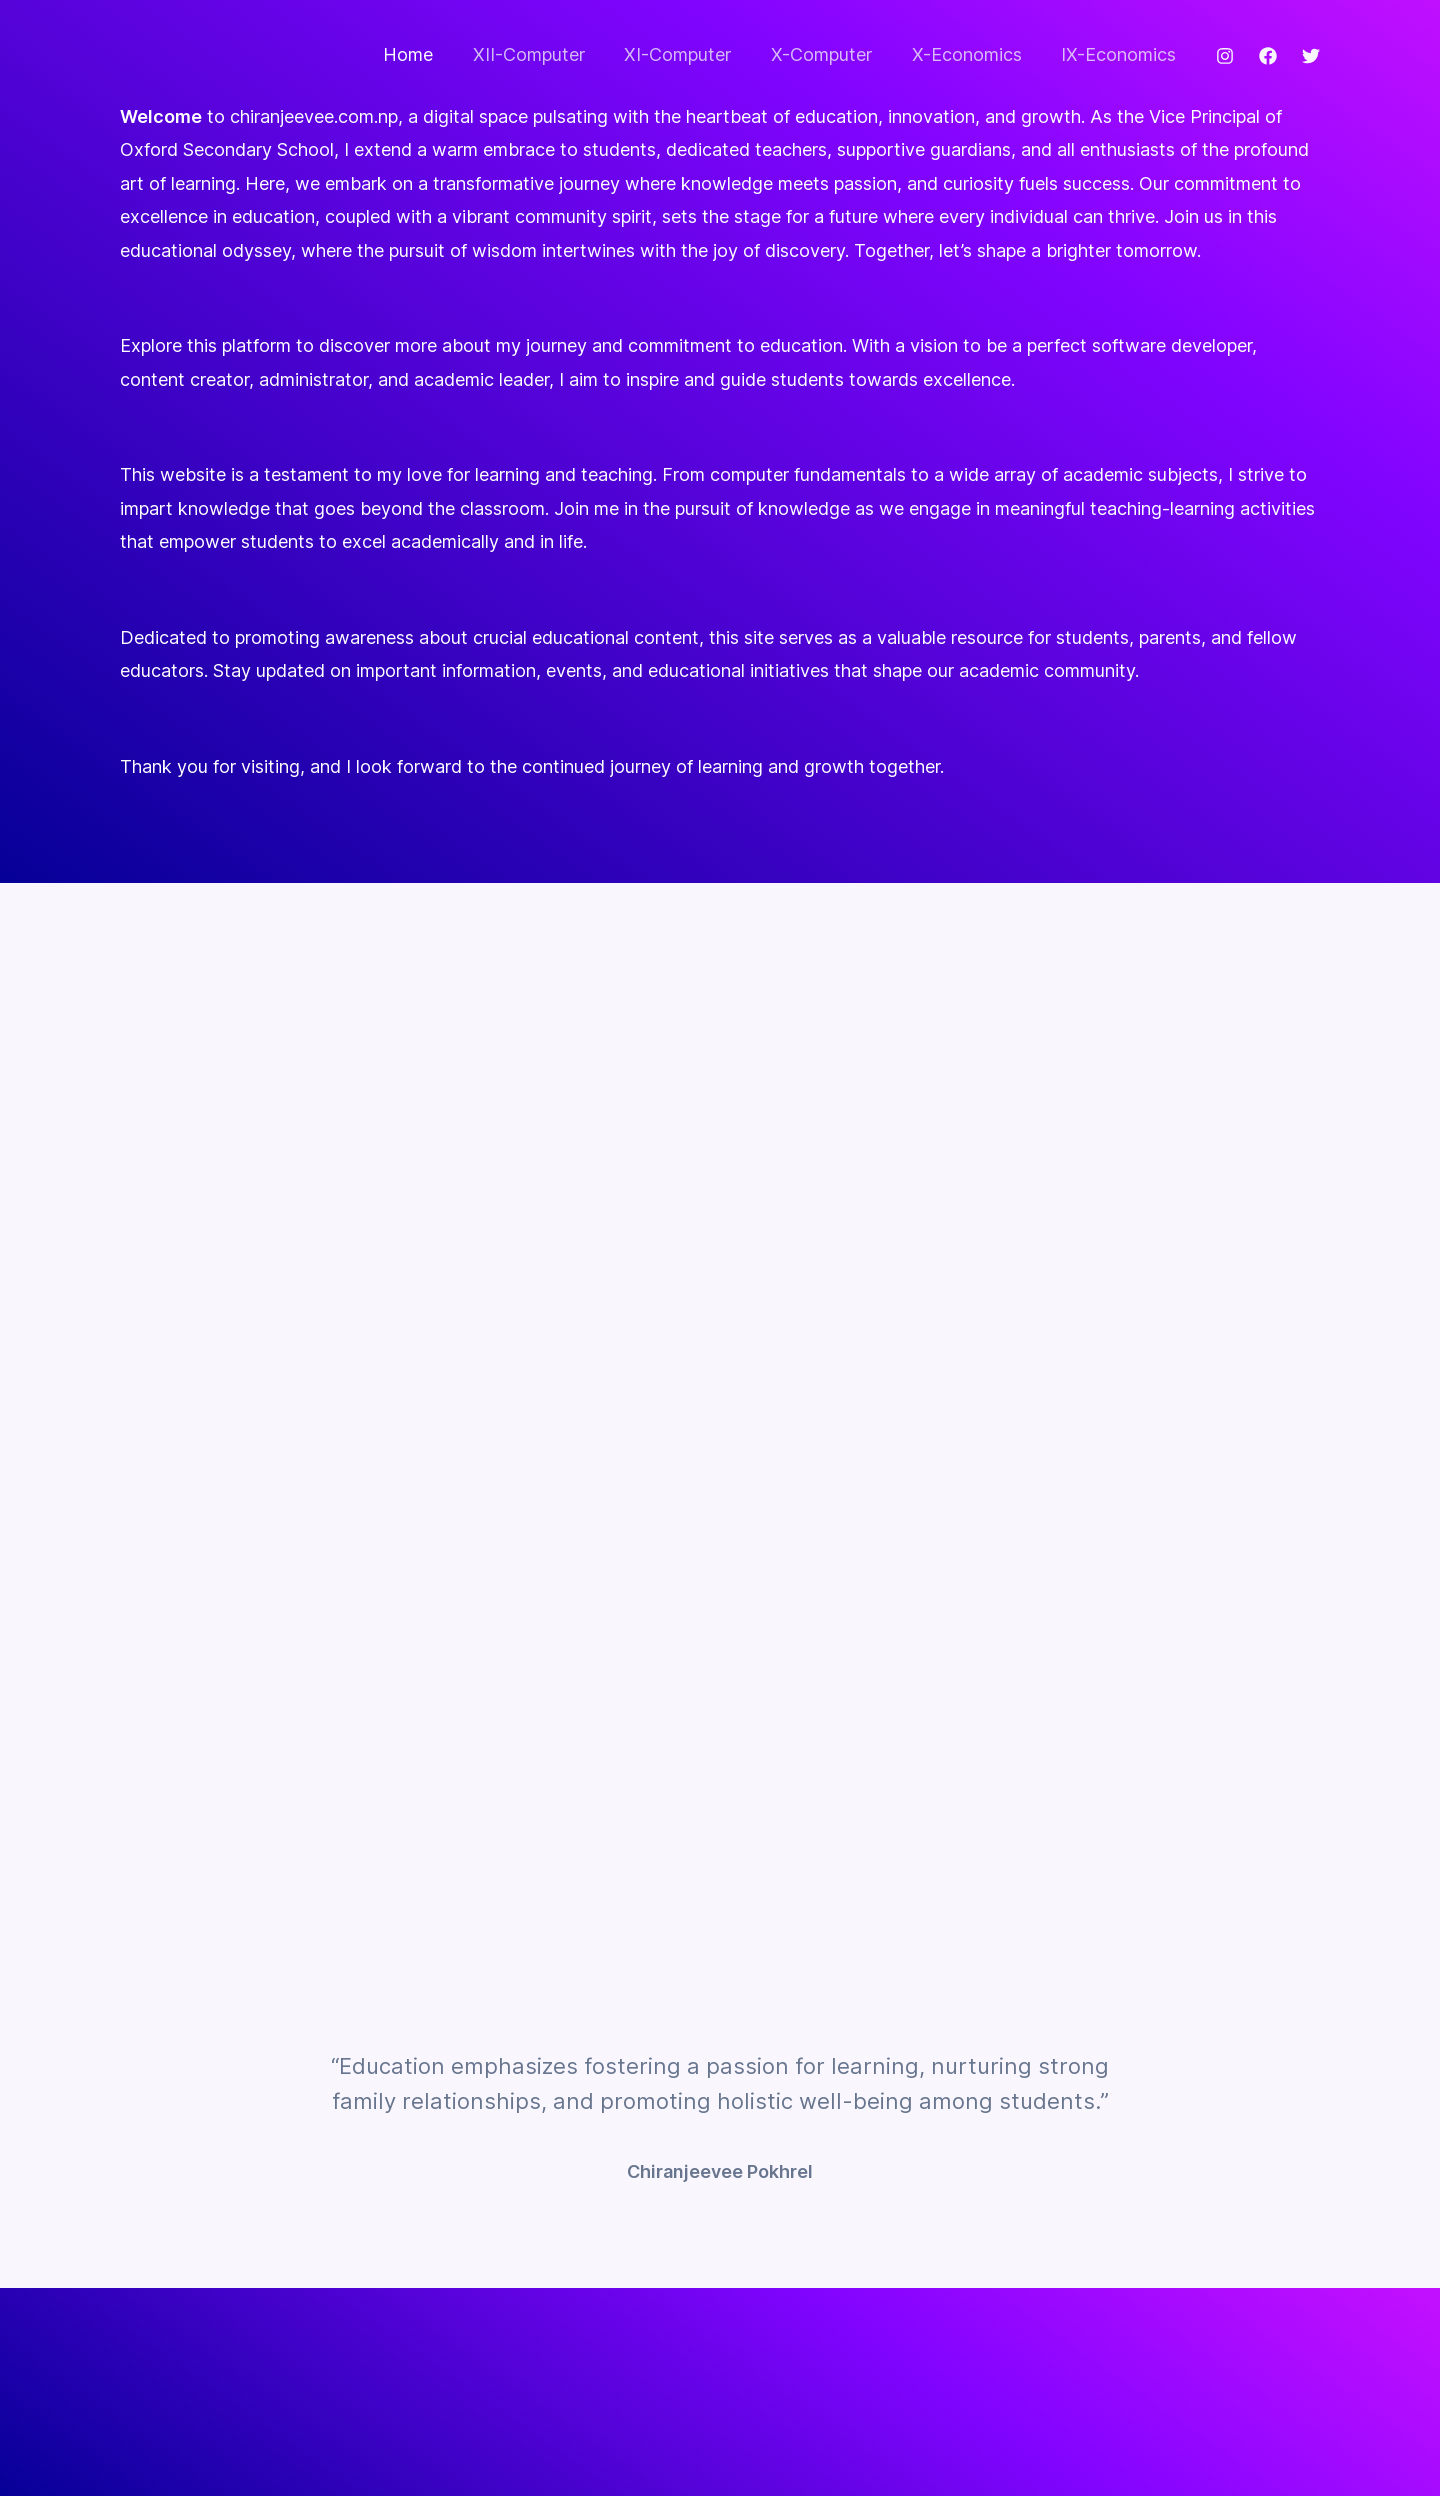 Home XII-Computer XI-Computer X-Computer X-Economics IX-Economics
Welcome to chiranjeevee.com.np, a digital space pulsating with the heartbeat of education, innovation, and growth. As the Vice Principal of
Oxford Secondary School, I extend a warm embrace to students, dedicated teachers, supportive guardians, and all enthusiasts of the profound
art of learning. Here, we embark on a transformative journey where knowledge meets passion, and curiosity fuels success. Our commitment to
excellence in education, coupled with a vibrant community spirit, sets the stage for a future where every individual can thrive. Join us in this
educational odyssey, where the pursuit of wisdom intertwines with the joy of discovery. Together, let’s shape a brighter tomorrow.
Explore this platform to discover more about my journey and commitment to education. With a vision to be a perfect software developer,
content creator, administrator, and academic leader, I aim to inspire and guide students towards excellence.
This website is a testament to my love for learning and teaching. From computer fundamentals to a wide array of academic subjects, I strive to
impart knowledge that goes beyond the classroom. Join me in the pursuit of knowledge as we engage in meaningful teaching-learning activities
that empower students to excel academically and in life.
Dedicated to promoting awareness about crucial educational content, this site serves as a valuable resource for students, parents, and fellow
educators. Stay updated on important information, events, and educational initiatives that shape our academic community.
Thank you for visiting, and I look forward to the continued journey of learning and growth together.
“Education emphasizes fostering a passion for learning, nurturing strong
family relationships, and promoting holistic well-being among students.”
Chiranjeevee Pokhrel